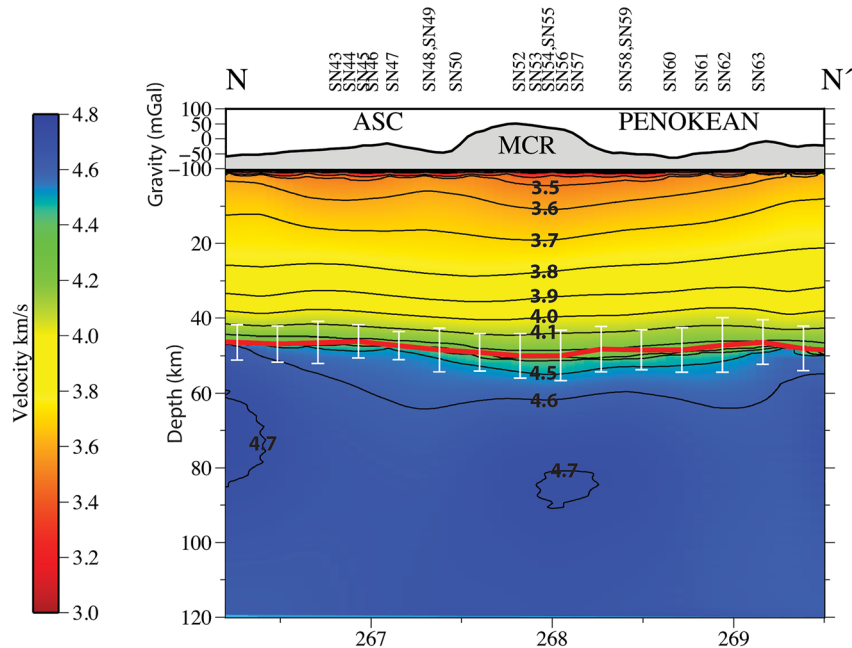 SN43
SN44
SN45
SN46
SN47
SN48,SN49
SN50
SN52
SN53
SN54,SN55
SN56
SN57
SN58,SN59
SN60
SN61
SN62
SN63
N
N´
100
50
0
−50
−100
Gravity (mGal)
ASC
MCR
PENOKEAN
4.8
4.6
4.4
4.2
4.0
3.8
3.6
3.4
3.2
3.0
Velocity km/s
20
40
60
80
100
120
Depth (km)
3.5
3.6
3.7
3.8
3.9
4.0
4.1
4.5
4.6
4.7
4.7
267
268
269